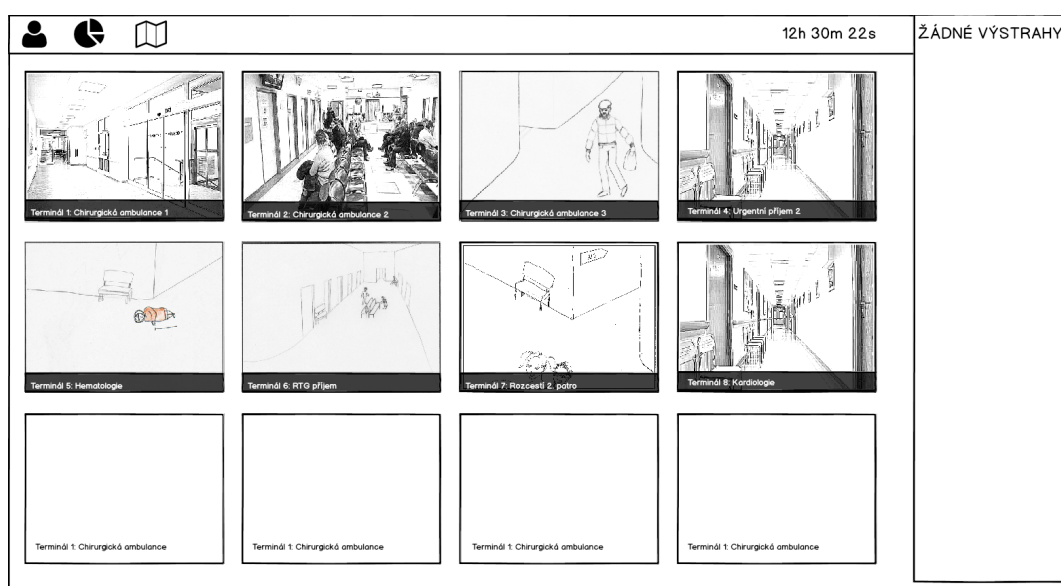 12h 30m 22s
ŽÁDNÉ VÝSTRAHY
Terminál 1: Chirurgická ambulance 1
Terminál 2: Chirurgická ambulance 2
Terminál 3: Chirurgická ambulance 3
Terminál 4: Urgentní příjem 2
Terminál 5: Hematologie
Terminál 6: RTG příjem
Terminál 7: Rozcestí 2. patro
Terminál 8: Kardiologie
Terminál 1: Chirurgická ambulance
Terminál 1: Chirurgická ambulance
Terminál 1: Chirurgická ambulance
Terminál 1: Chirurgická ambulance